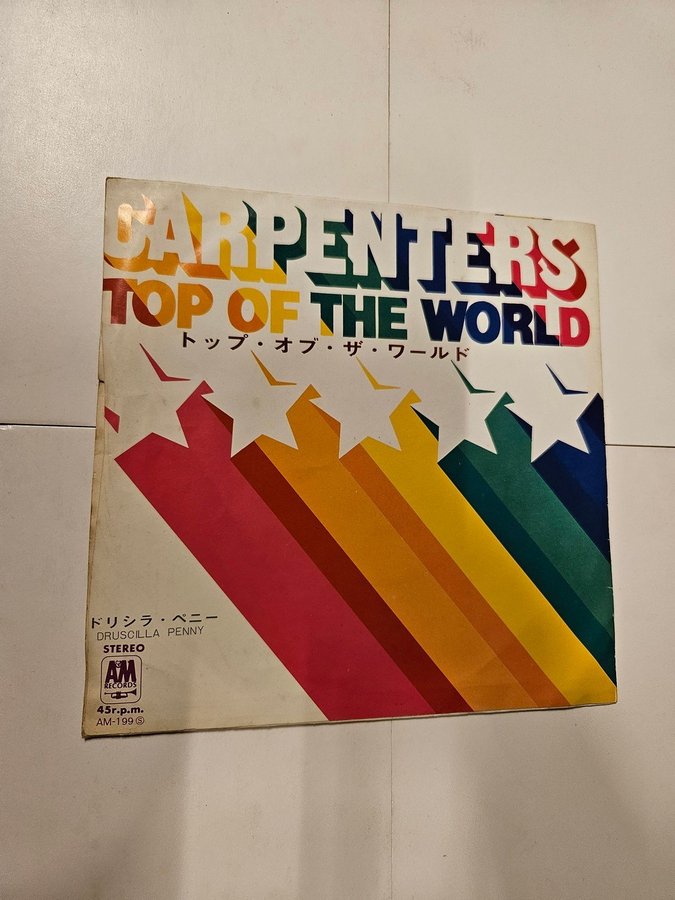 CARPENTERS
TOP OF THE WORLD
トップ・オブ・ザ・ワールド
ドリシラ・ペニー
DRUSCILLA PENNY
STEREO
A&M
RECORDS
45r.p.m.
AM-199Ⓢ